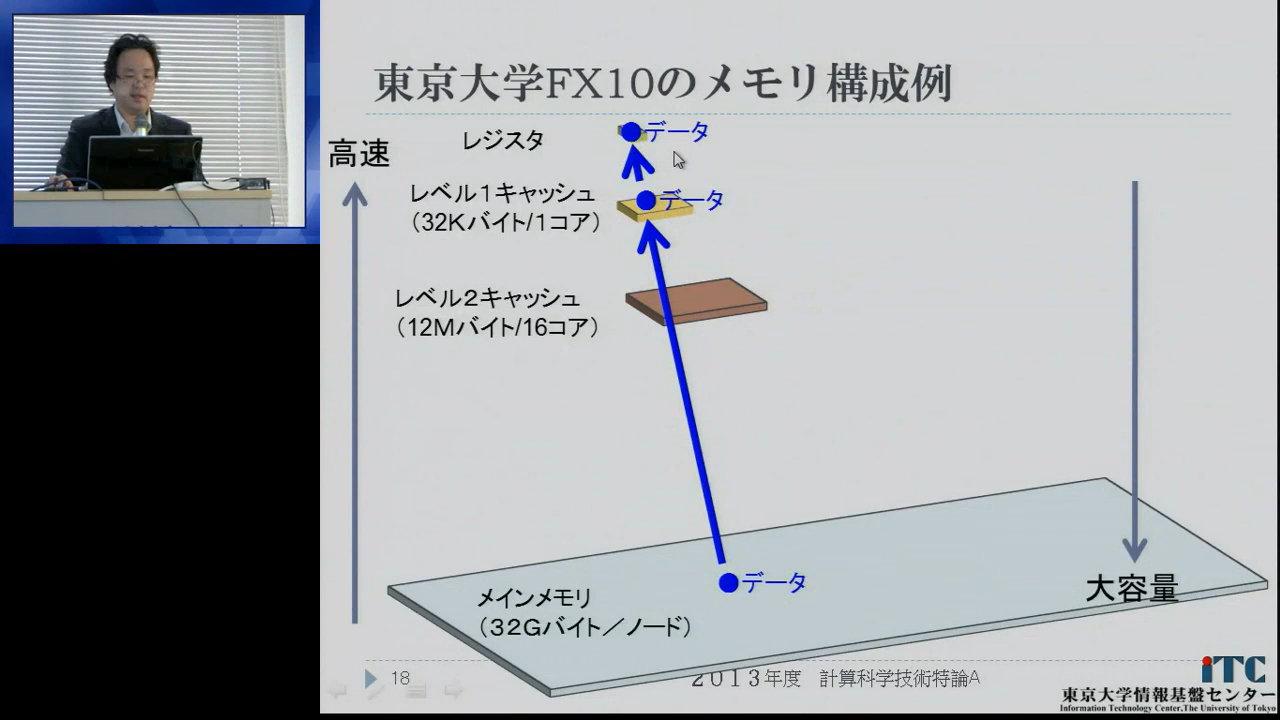 東京大学FX10のメモリ構成例
高速
レジスタ
データ
レベル1キャッシュ
（32Kバイト/1コア）
データ
レベル2キャッシュ
（12Mバイト/16コア）
データ
メインメモリ
（32Gバイト／ノード）
大容量
18
2013年度　計算科学技術特論A
iTC
東京大学情報基盤センター
Information Technology Center,The University of Tokyo